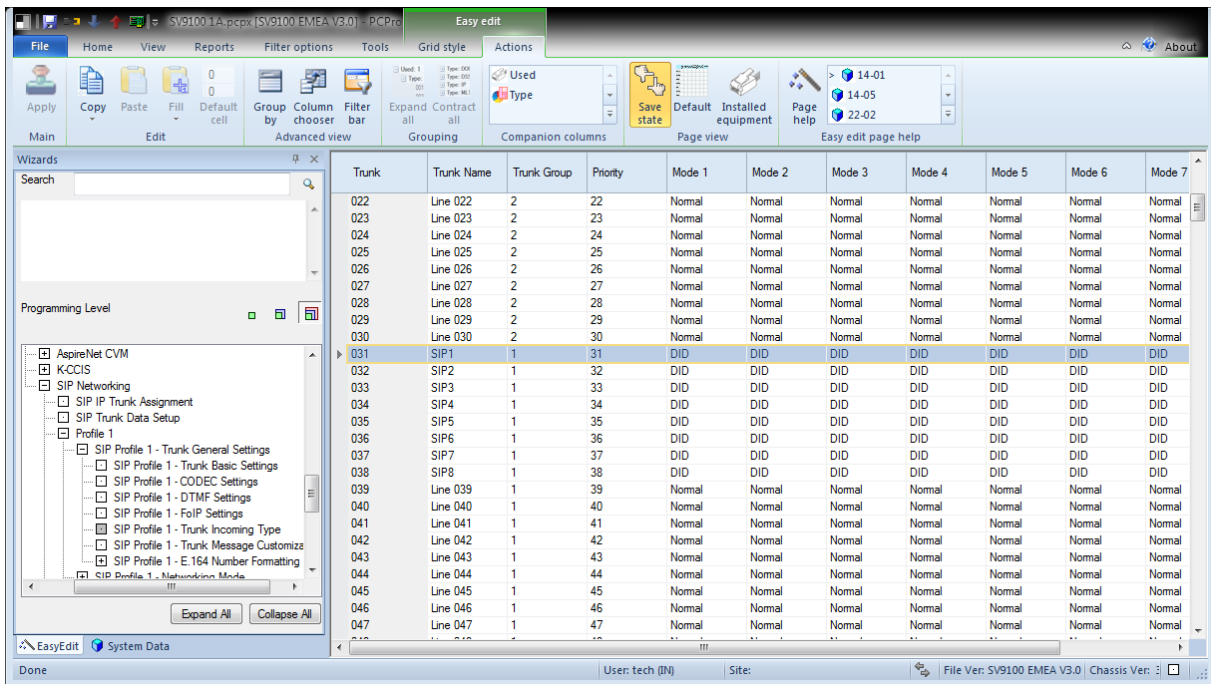 SV9100 1A.pcpx [SV9100 EMEA V3.0] - PCPro
Easy edit
File Home View Reports Filter options Tools Grid style Actions About
Apply Copy Paste Fill Default cell Group by Column chooser Filter bar Expand all Contract all
Used
Type
Save state Default Installed equipment Page help
> 14-01
14-05
22-02
Main Edit Advanced view Grouping Companion columns Page view Easy edit page help
Wizards
Search
Programming Level
AspireNet CVM
K-CCIS
SIP Networking
SIP IP Trunk Assignment
SIP Trunk Data Setup
Profile 1
SIP Profile 1 - Trunk General Settings
SIP Profile 1 - Trunk Basic Settings
SIP Profile 1 - CODEC Settings
SIP Profile 1 - DTMF Settings
SIP Profile 1 - FoIP Settings
SIP Profile 1 - Trunk Incoming Type
SIP Profile 1 - Trunk Message Customiza
SIP Profile 1 - E.164 Number Formatting
SIP Profile 1 - Networking Mode
Expand All Collapse All
EasyEdit System Data
Trunk Trunk Name Trunk Group Priority Mode 1 Mode 2 Mode 3 Mode 4 Mode 5 Mode 6 Mode 7
022 Line 022 2 22 Normal Normal Normal Normal Normal Normal Normal
023 Line 023 2 23 Normal Normal Normal Normal Normal Normal Normal
024 Line 024 2 24 Normal Normal Normal Normal Normal Normal Normal
025 Line 025 2 25 Normal Normal Normal Normal Normal Normal Normal
026 Line 026 2 26 Normal Normal Normal Normal Normal Normal Normal
027 Line 027 2 27 Normal Normal Normal Normal Normal Normal Normal
028 Line 028 2 28 Normal Normal Normal Normal Normal Normal Normal
029 Line 029 2 29 Normal Normal Normal Normal Normal Normal Normal
030 Line 030 2 30 Normal Normal Normal Normal Normal Normal Normal
031 SIP1 1 31 DID DID DID DID DID DID DID
032 SIP2 1 32 DID DID DID DID DID DID DID
033 SIP3 1 33 DID DID DID DID DID DID DID
034 SIP4 1 34 DID DID DID DID DID DID DID
035 SIP5 1 35 DID DID DID DID DID DID DID
036 SIP6 1 36 DID DID DID DID DID DID DID
037 SIP7 1 37 DID DID DID DID DID DID DID
038 SIP8 1 38 DID DID DID DID DID DID DID
039 Line 039 1 39 Normal Normal Normal Normal Normal Normal Normal
040 Line 040 1 40 Normal Normal Normal Normal Normal Normal Normal
041 Line 041 1 41 Normal Normal Normal Normal Normal Normal Normal
042 Line 042 1 42 Normal Normal Normal Normal Normal Normal Normal
043 Line 043 1 43 Normal Normal Normal Normal Normal Normal Normal
044 Line 044 1 44 Normal Normal Normal Normal Normal Normal Normal
045 Line 045 1 45 Normal Normal Normal Normal Normal Normal Normal
046 Line 046 1 46 Normal Normal Normal Normal Normal Normal Normal
047 Line 047 1 47 Normal Normal Normal Normal Normal Normal Normal
Done User: tech (IN) Site: File Ver: SV9100 EMEA V3.0 Chassis Ver: